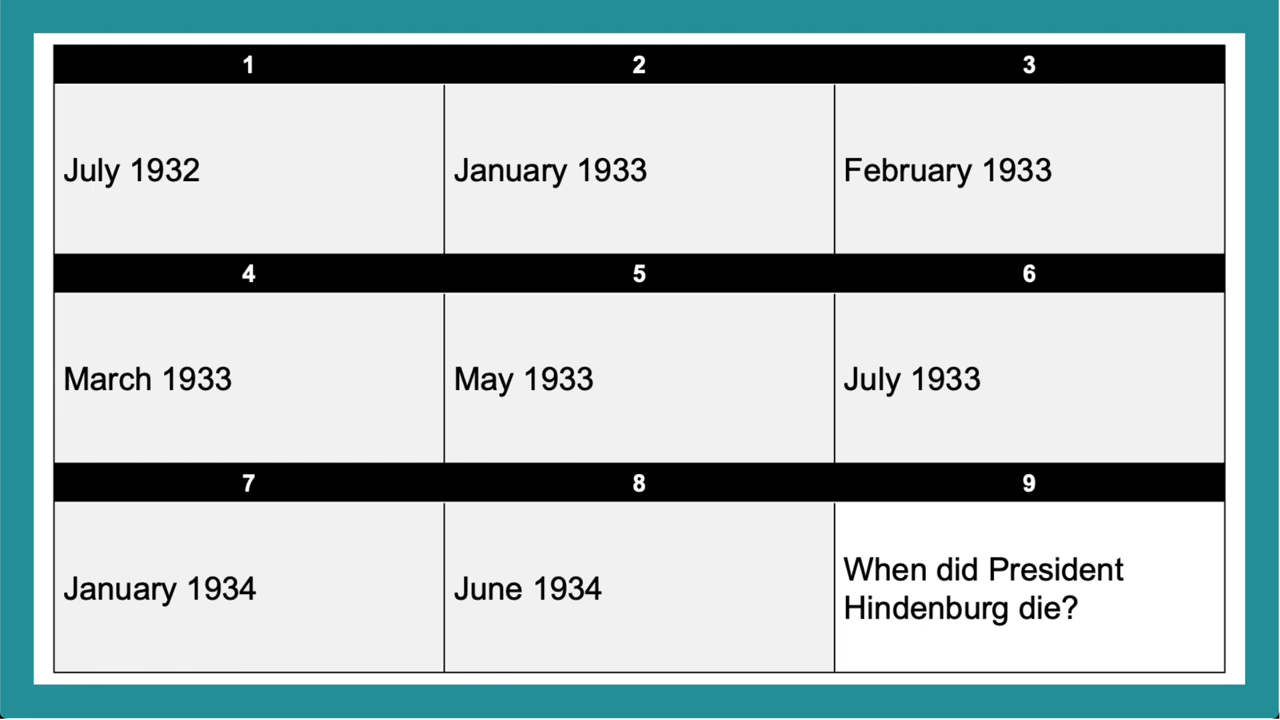 1
2
3
July 1932
January 1933
February 1933
4
5
6
March 1933
May 1933
July 1933
7
8
9
January 1934
June 1934
When did President
Hindenburg die?